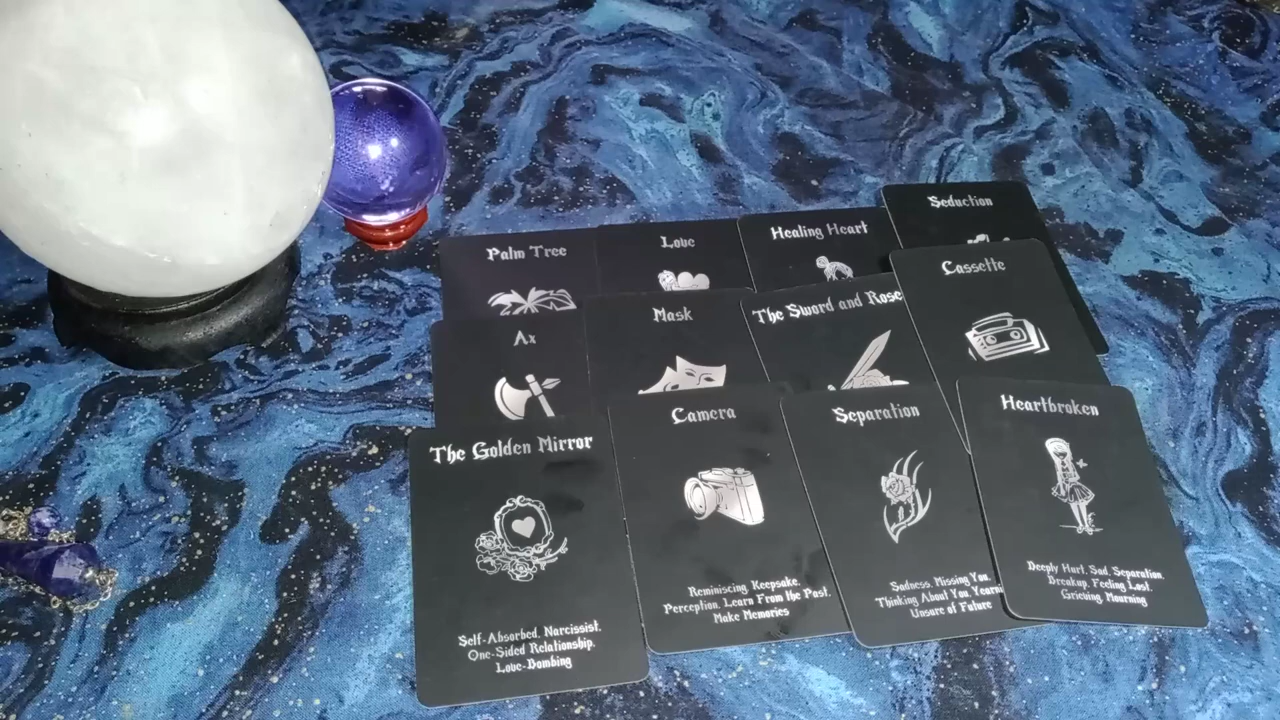 Palm Tree
Love
Healing Heart
Seduction
Ax
Mask
The Sword and Rose
Cassette
The Golden Mirror
Self-Absorbed, Narcissist,
One-Sided Relationship,
Love-Bombing
Camera
Reminiscing, Keepsake,
Perception, Learn From the Past,
Make Memories
Separation
Sadness, Missing You,
Thinking About You, Yearni
Unsure of Future
Heartbroken
Deeply Hurt, Sad, Separation,
Breakup, Feeling Lost,
Grieving, Mourning